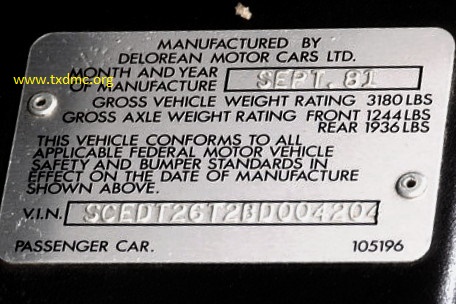 MANUFACTURED BY
DELOREAN MOTOR CARS LTD.
www.txdmc.org
MONTH AND YEAR
OF MANUFACTURE SEPT. 81
GROSS VEHICLE WEIGHT RATING 3180 LBS
GROSS AXLE WEIGHT RATING FRONT 1244 LBS
REAR 1936 LBS
THIS VEHICLE CONFORMS TO ALL
APPLICABLE FEDERAL MOTOR VEHICLE
SAFETY AND BUMPER STANDARDS IN
EFFECT ON THE DATE OF MANUFACTURE
SHOWN ABOVE.
V.I.N. SCEDT26T2BD004204
PASSENGER CAR. 105196